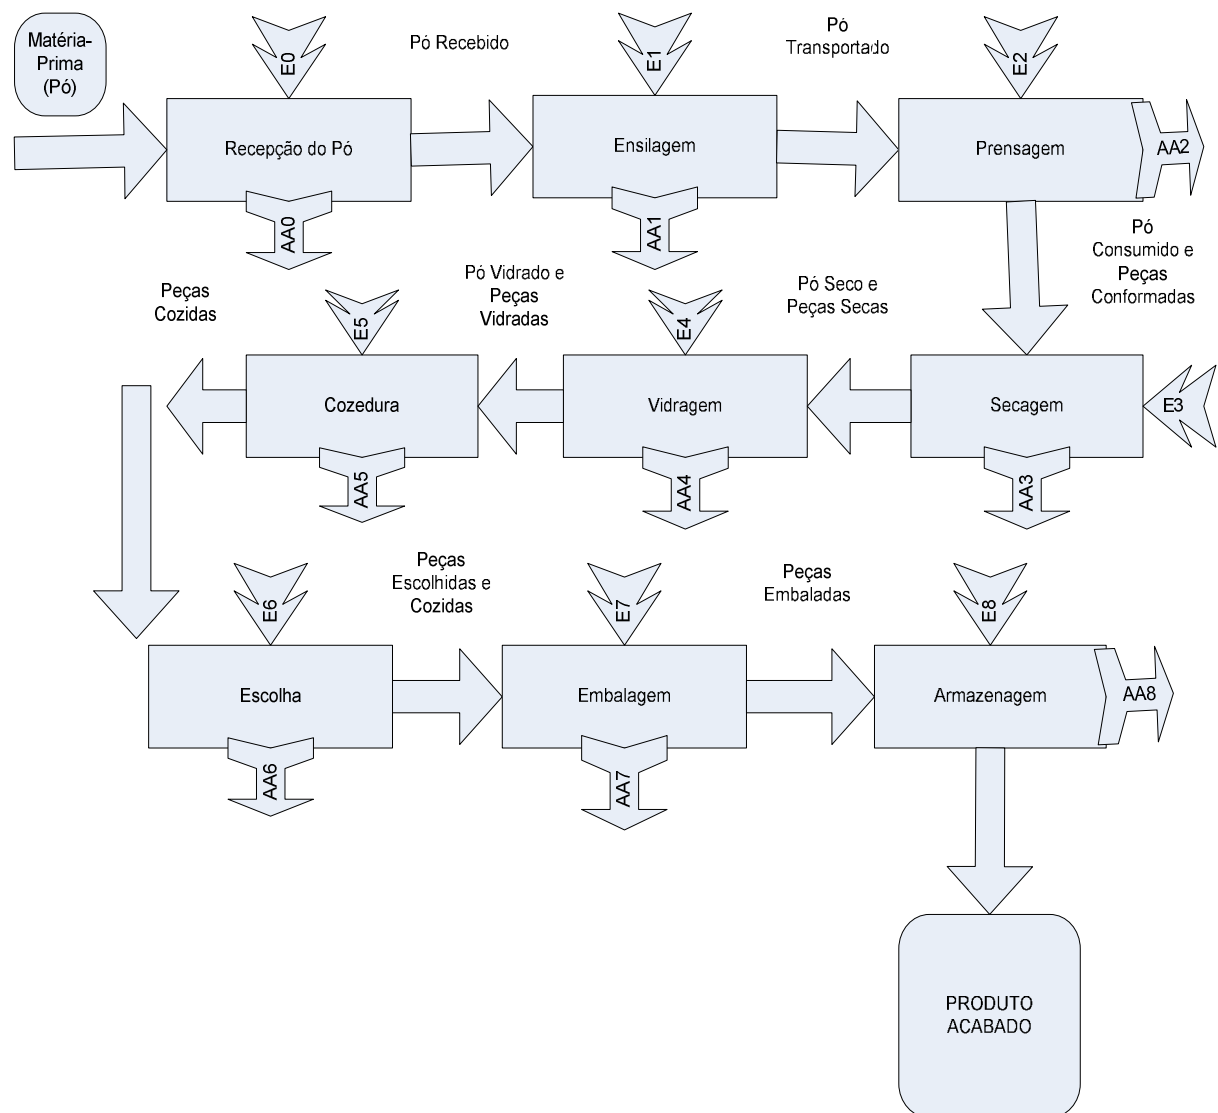 Matéria-
Prima
(Pó)
E0
Pó Recebido
E1
Pó
Transportado
E2
Recepção do Pó
Ensilagem
Prensagem
AA2
AA0
AA1
Pó
Consumido e
Peças
Conformadas
Peças
Cozidas
E5
Pó Vidrado e
Peças
Vidradas
E4
Pó Seco e
Peças Secas
Cozedura
Vidragem
Secagem
E3
AA5
AA4
AA3
E6
Peças
Escolhidas e
Cozidas
E7
Peças
Embaladas
E8
Escolha
Embalagem
Armazenagem
AA8
AA6
AA7
PRODUTO
ACABADO